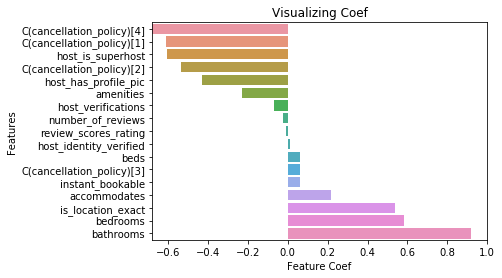 Visualizing Coef
C(cancellation_policy)[4]
C(cancellation_policy)[1]
host_is_superhost
C(cancellation_policy)[2]
host_has_profile_pic
amenities
host_verifications
number_of_reviews
review_scores_rating
host_identity_verified
beds
C(cancellation_policy)[3]
instant_bookable
accommodates
is_location_exact
bedrooms
bathrooms
Features
−0.6 −0.4 −0.2 0.0 0.2 0.4 0.6 0.8 1.0
Feature Coef